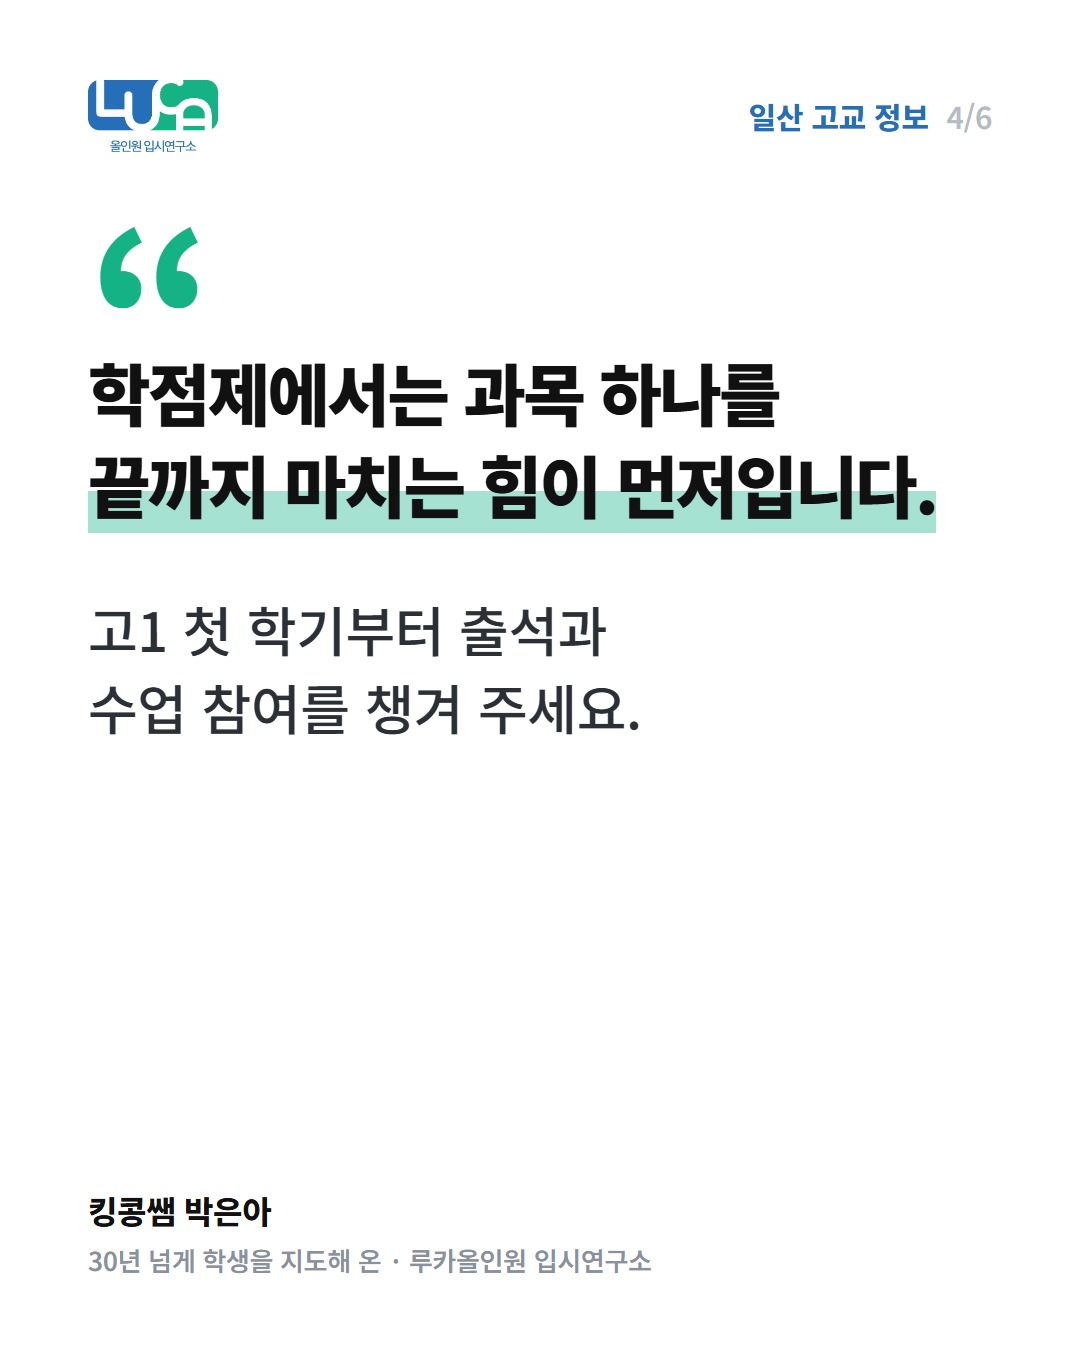 LUCA
올인원 입시연구소
일산 고교 정보 4/6
“
학점제에서는 과목 하나를
끝까지 마치는 힘이 먼저입니다.
고1 첫 학기부터 출석과
수업 참여를 챙겨 주세요.
킹콩쌤 박은아
30년 넘게 학생을 지도해 온 · 루카올인원 입시연구소